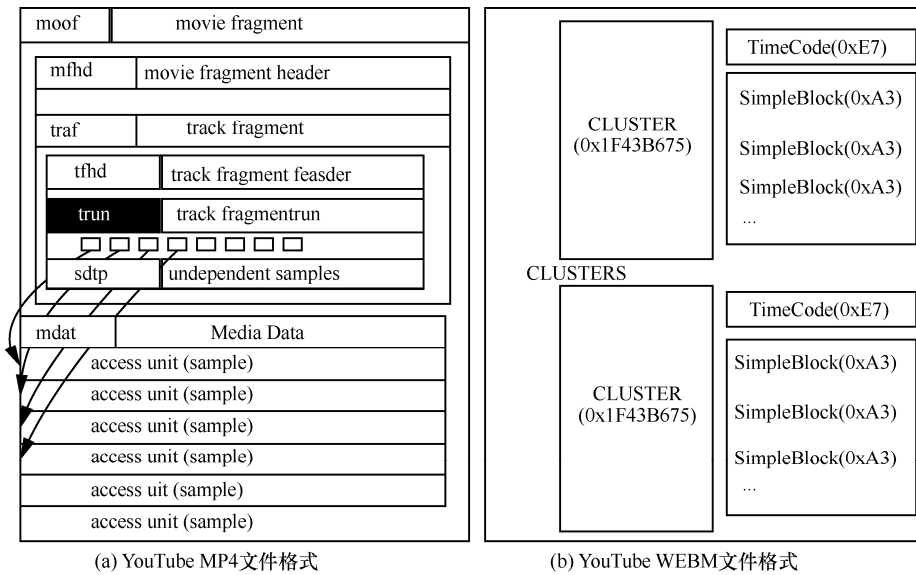 moof movie fragment
mfhd movie fragment header
traf track fragment
tfhd track fragment feasder
trun track fragmentrun
sdtp undependent samples
mdat Media Data
access unit (sample)
access unit (sample)
access unit (sample)
access unit (sample)
access uit (sample)
access unit (sample)
(a) YouTube MP4文件格式
CLUSTER
(0x1F43B675)
TimeCode(0xE7)
SimpleBlock(0xA3)
SimpleBlock(0xA3)
SimpleBlock(0xA3)
...
CLUSTERS
CLUSTER
(0x1F43B675)
TimeCode(0xE7)
SimpleBlock(0xA3)
SimpleBlock(0xA3)
SimpleBlock(0xA3)
...
(b) YouTube WEBM文件格式